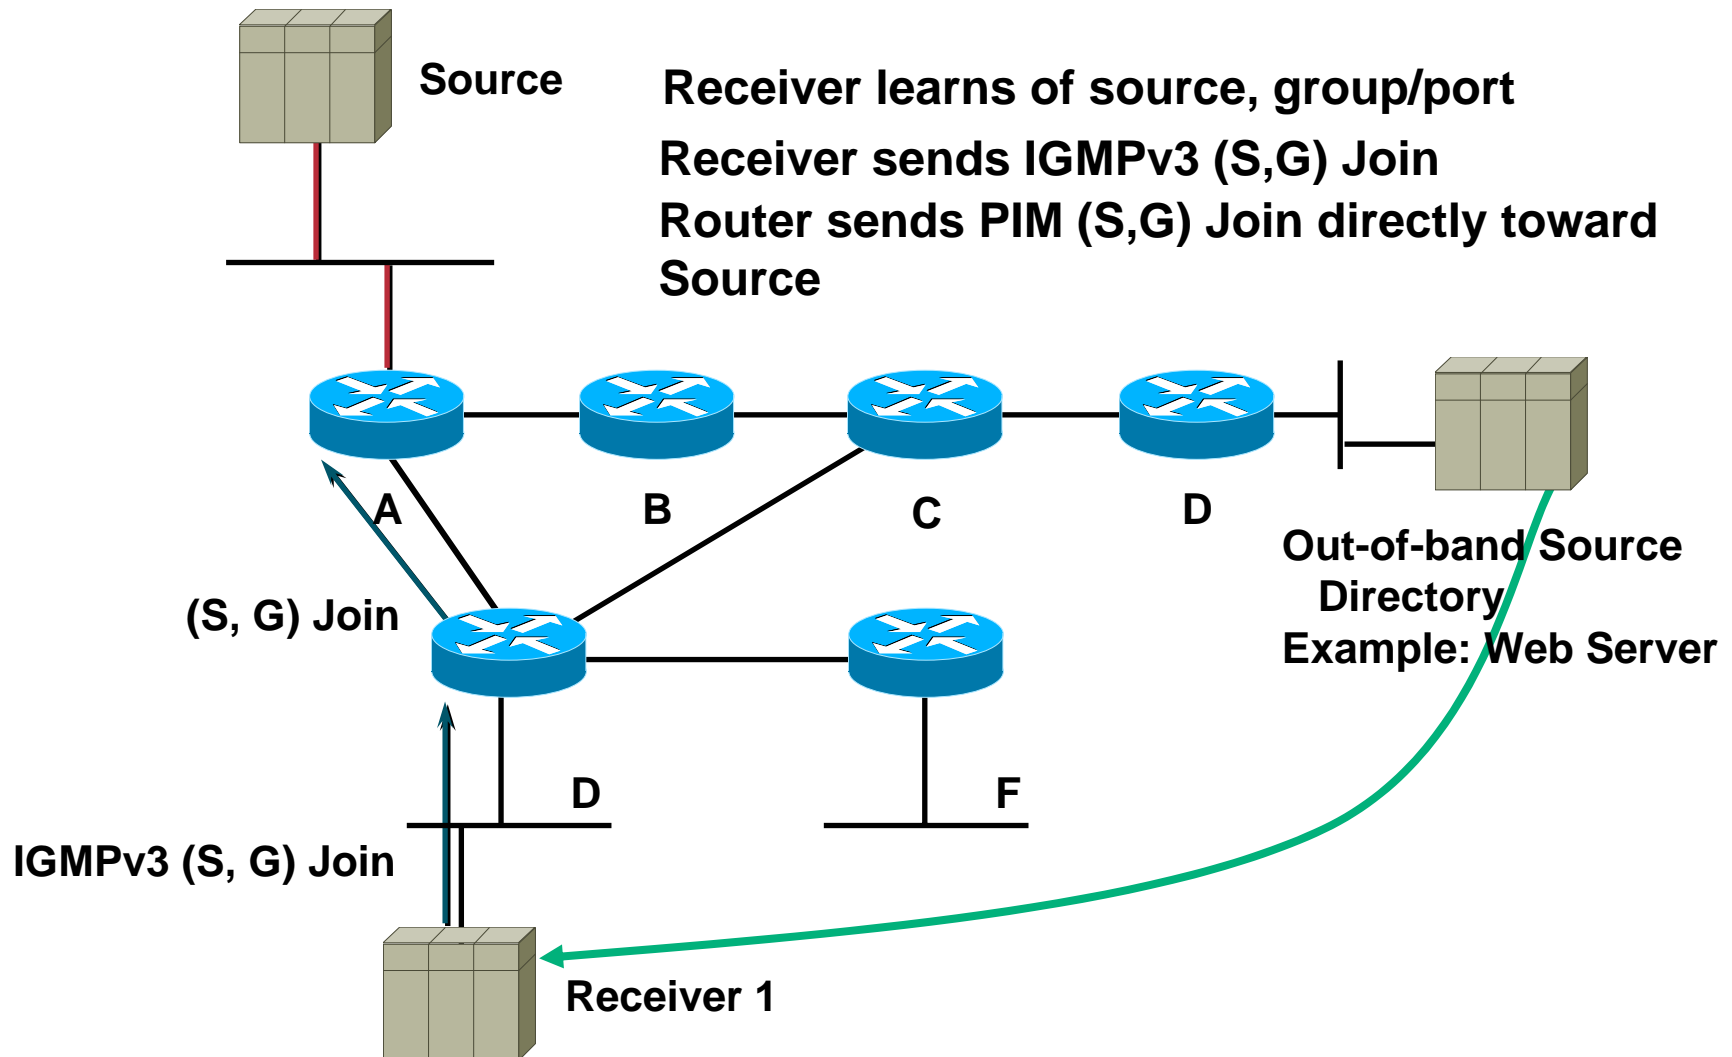 Source
Receiver learns of source, group/port
Receiver sends IGMPv3 (S,G) Join
Router sends PIM (S,G) Join directly toward
Source
A
B
C
D
Out-of-band Source
Directory
Example: Web Server
(S, G) Join
D
F
IGMPv3 (S, G) Join
Receiver 1